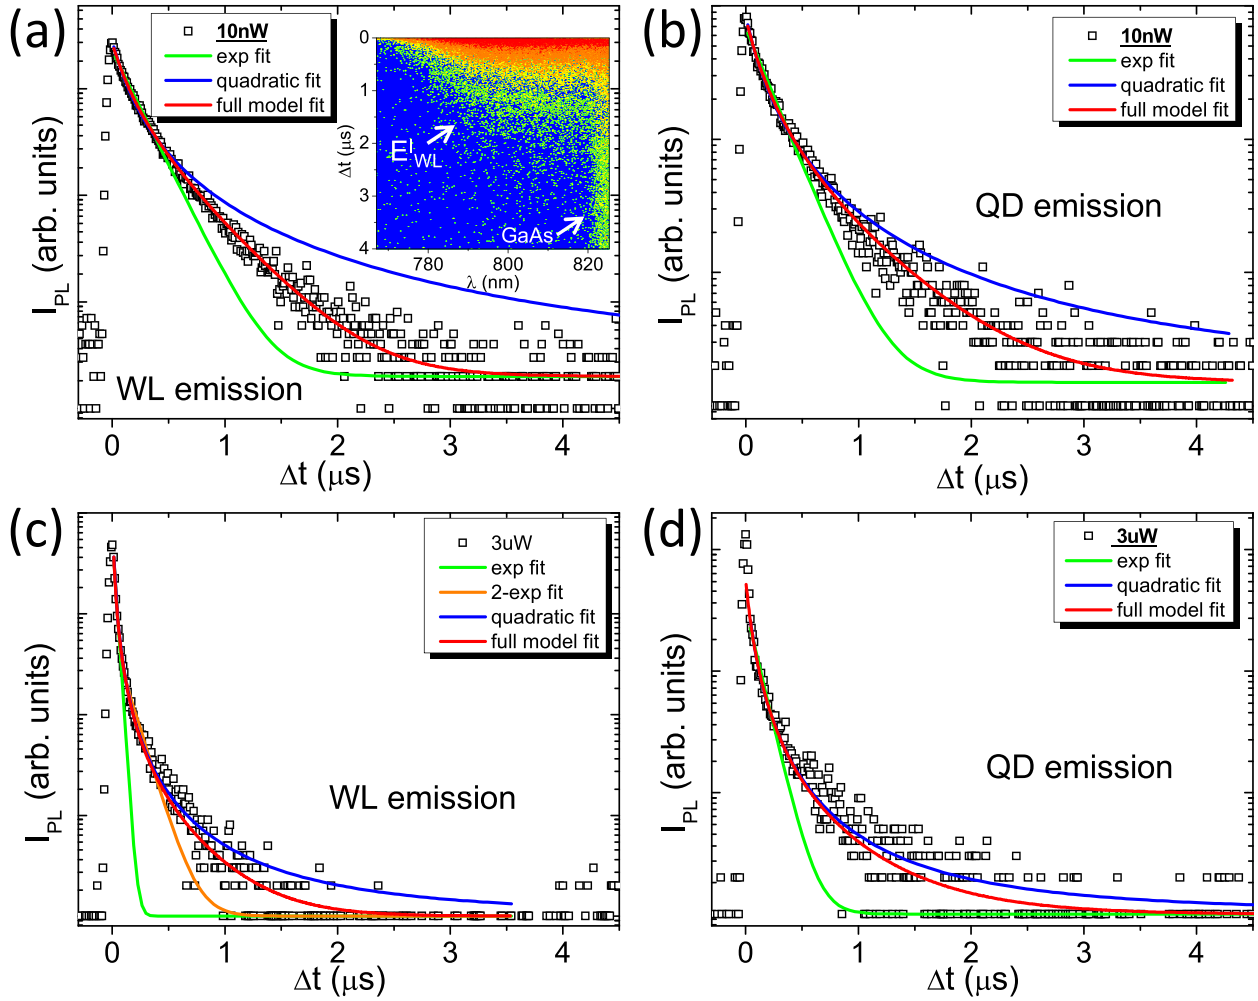 (a)
10nW
exp fit
quadratic fit
full model fit
0
1
2
3
4
Δt (μs)
E^I_WL
GaAs
780
800
820
λ (nm)
I_PL (arb. units)
WL emission
0
1
2
3
4
Δt (μs)
(b)
10nW
exp fit
quadratic fit
full model fit
QD emission
I_PL (arb. units)
0
1
2
3
4
Δt (μs)
(c)
3uW
exp fit
2-exp fit
quadratic fit
full model fit
WL emission
I_PL (arb. units)
0
1
2
3
4
Δt (μs)
(d)
3uW
exp fit
quadratic fit
full model fit
QD emission
I_PL (arb. units)
0
1
2
3
4
Δt (μs)